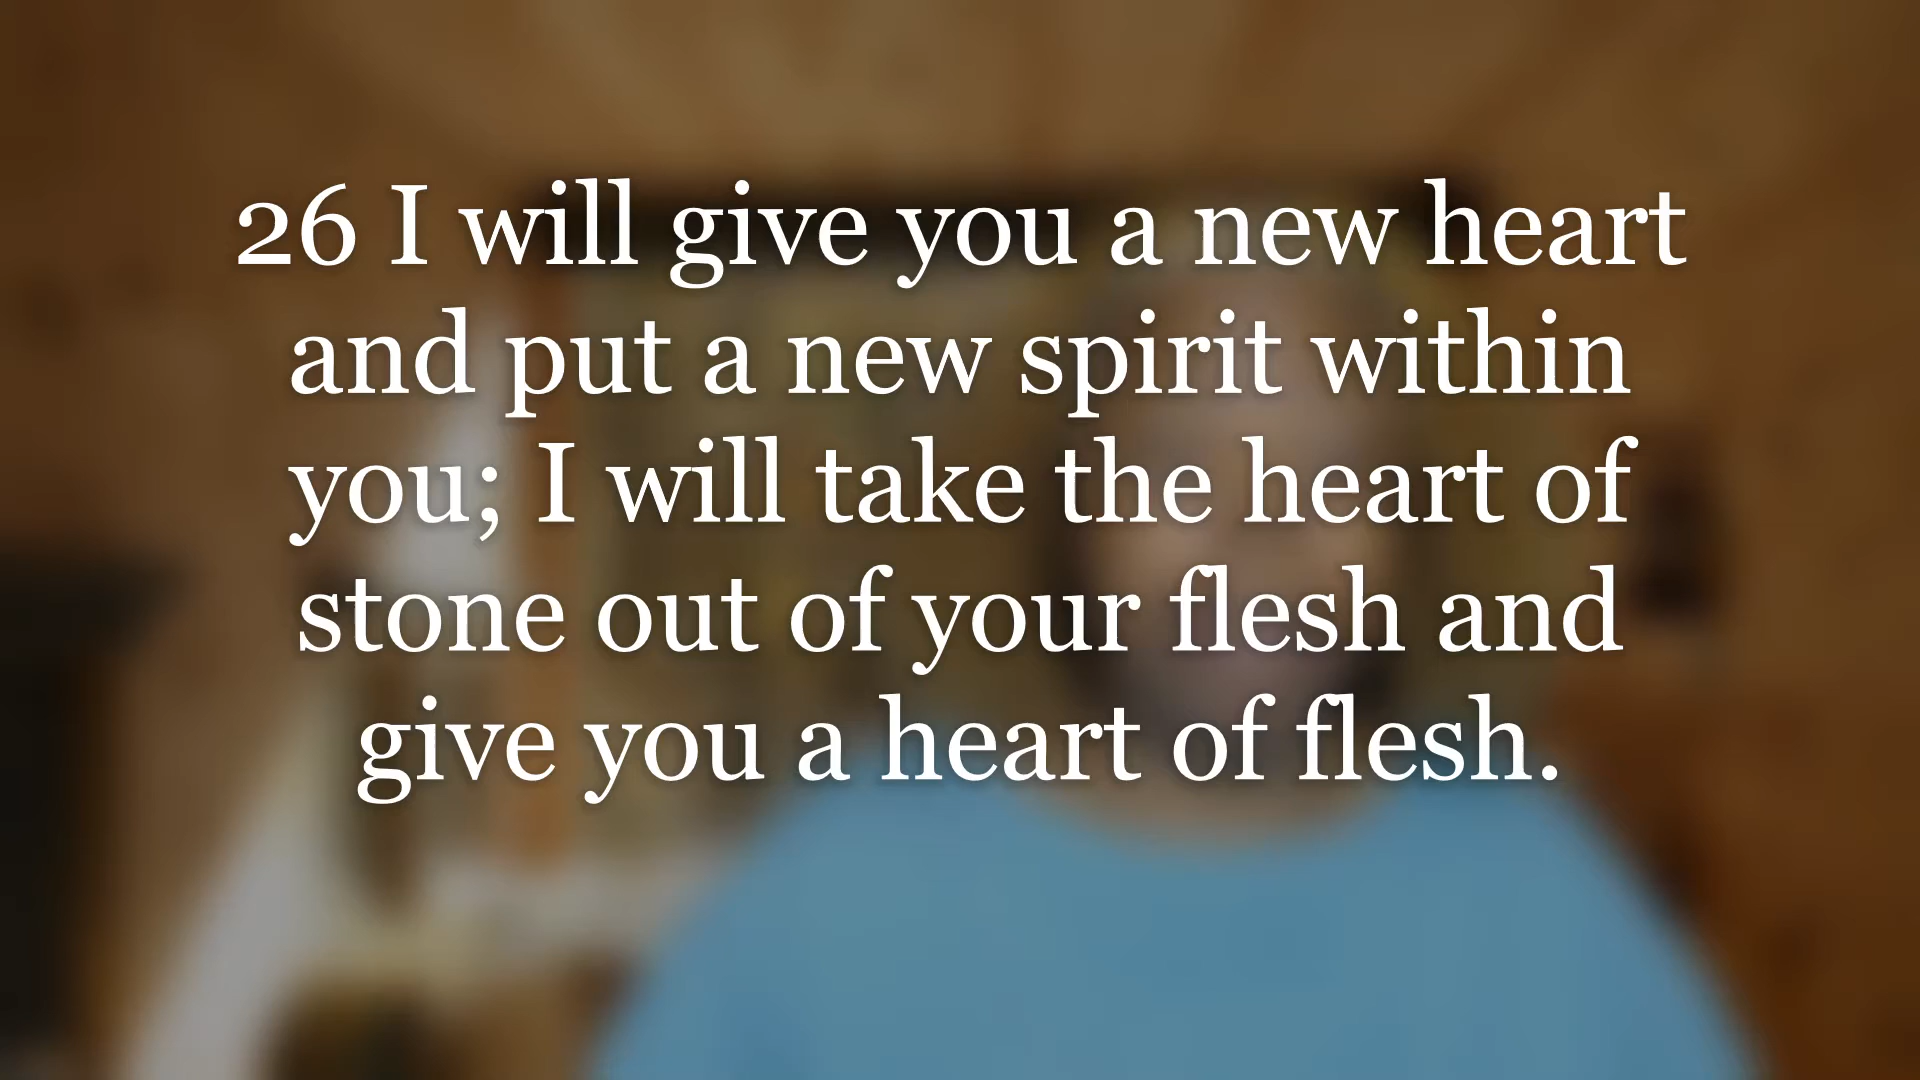 26 I will give you a new heart
and put a new spirit within
you; I will take the heart of
stone out of your flesh and
give you a heart of flesh.